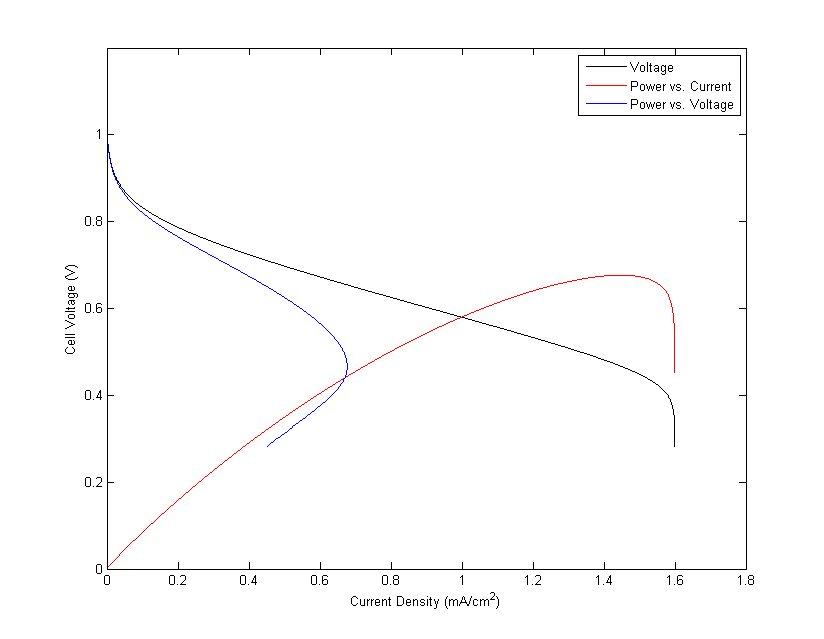 Voltage
Power vs. Current
Power vs. Voltage
1
0.8
0.6
0.4
0.2
0
Cell Voltage (V)
0 0.2 0.4 0.6 0.8 1 1.2 1.4 1.6 1.8
Current Density (mA/cm²)